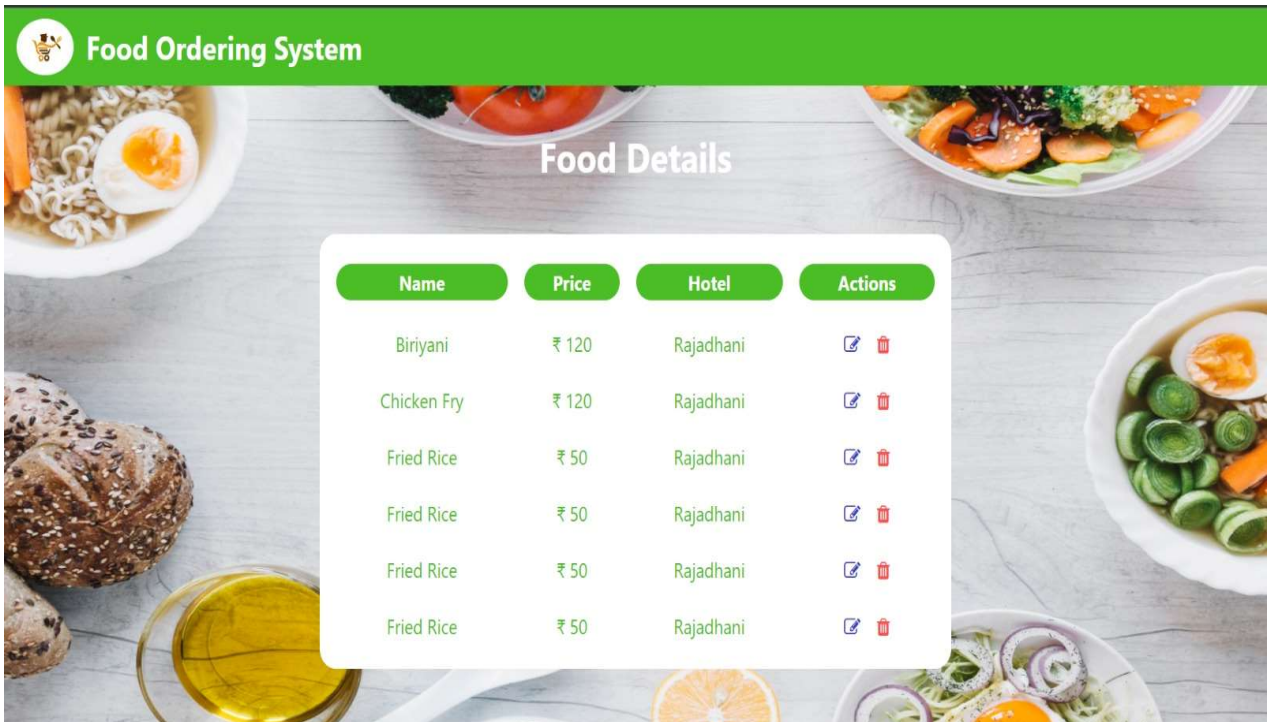 Food Ordering System
Food Details
Name Price Hotel Actions
Biriyani ₹ 120 Rajadhani
Chicken Fry ₹ 120 Rajadhani
Fried Rice ₹ 50 Rajadhani
Fried Rice ₹ 50 Rajadhani
Fried Rice ₹ 50 Rajadhani
Fried Rice ₹ 50 Rajadhani